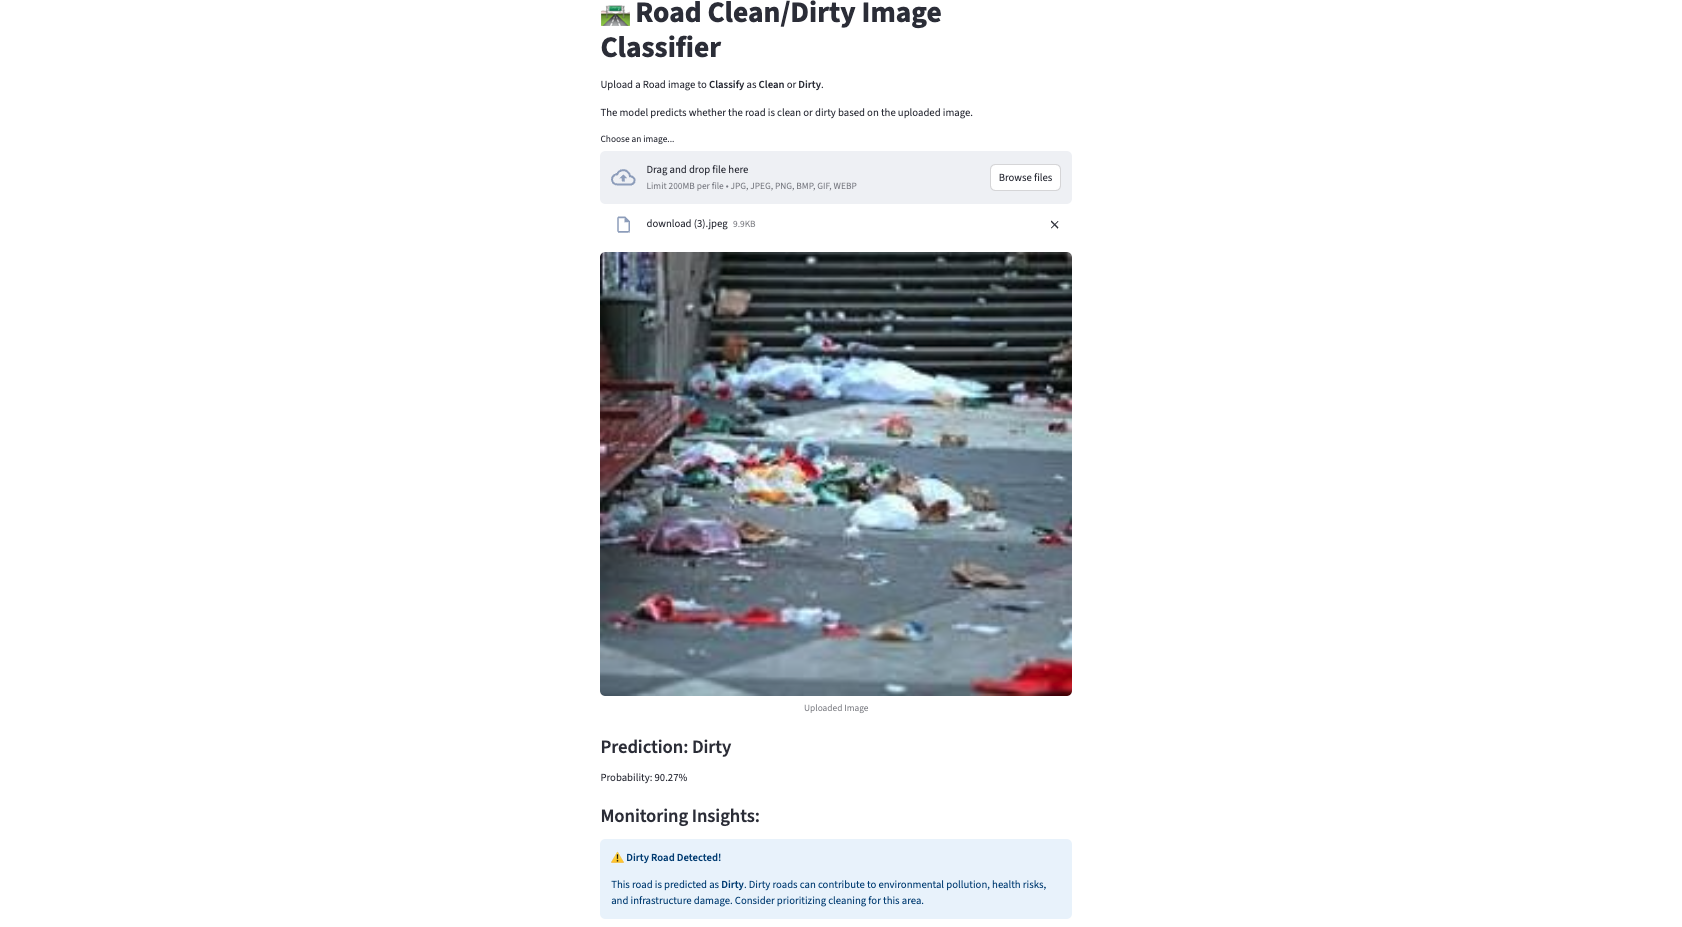 Road Clean/Dirty Image
Classifier
Upload a Road image to Classify as Clean or Dirty.
The model predicts whether the road is clean or dirty based on the uploaded image.
Choose an image...
Drag and drop file here
Limit 200MB per file • JPG, JPEG, PNG, BMP, GIF, WEBP
Browse files
download (3).jpeg 9.9KB
Uploaded Image
Prediction: Dirty
Probability: 90.27%
Monitoring Insights:
Dirty Road Detected!
This road is predicted as Dirty. Dirty roads can contribute to environmental pollution, health risks,
and infrastructure damage. Consider prioritizing cleaning for this area.